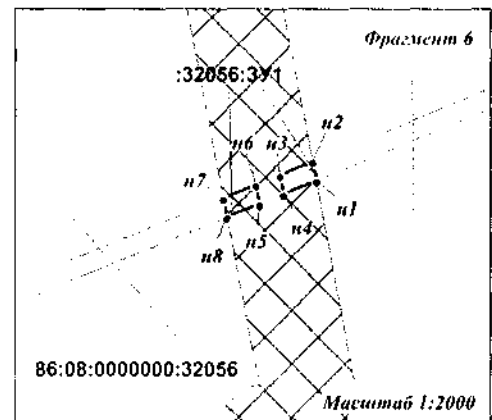 Фрагмент 6
:32056:ЗУ1
н2
н3
н6
н7
н1
н4
н5
н8
86:08:0000000:32056
Масштаб 1:2000